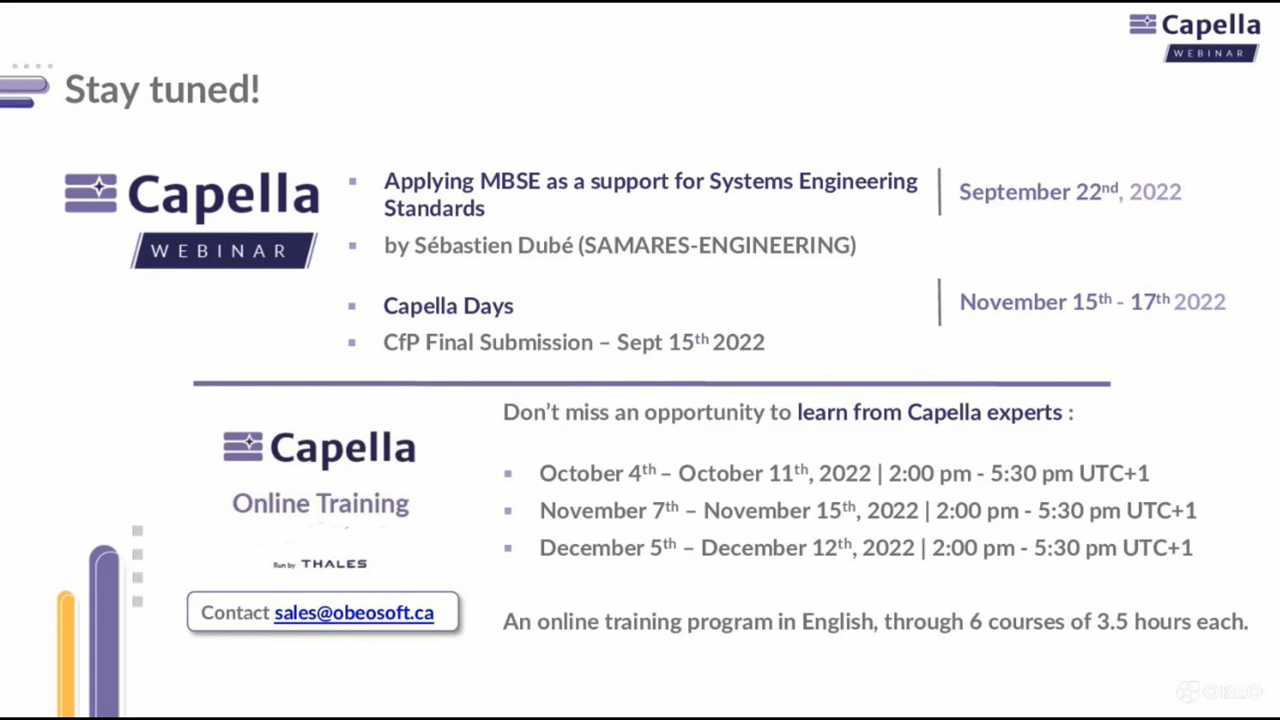 Capella
WEBINAR
Stay tuned!
Capella
WEBINAR
▪ Applying MBSE as a support for Systems Engineering
Standards
September 22nd, 2022
▪ by Sébastien Dubé (SAMARES-ENGINEERING)
▪ Capella Days
November 15th - 17th 2022
▪ CfP Final Submission – Sept 15th 2022
Don’t miss an opportunity to learn from Capella experts :
Capella
Online Training
Run by THALES
Contact sales@obeosoft.ca
▪ October 4th – October 11th, 2022 | 2:00 pm - 5:30 pm UTC+1
▪ November 7th – November 15th, 2022 | 2:00 pm - 5:30 pm UTC+1
▪ December 5th – December 12th, 2022 | 2:00 pm - 5:30 pm UTC+1
An online training program in English, through 6 courses of 3.5 hours each.